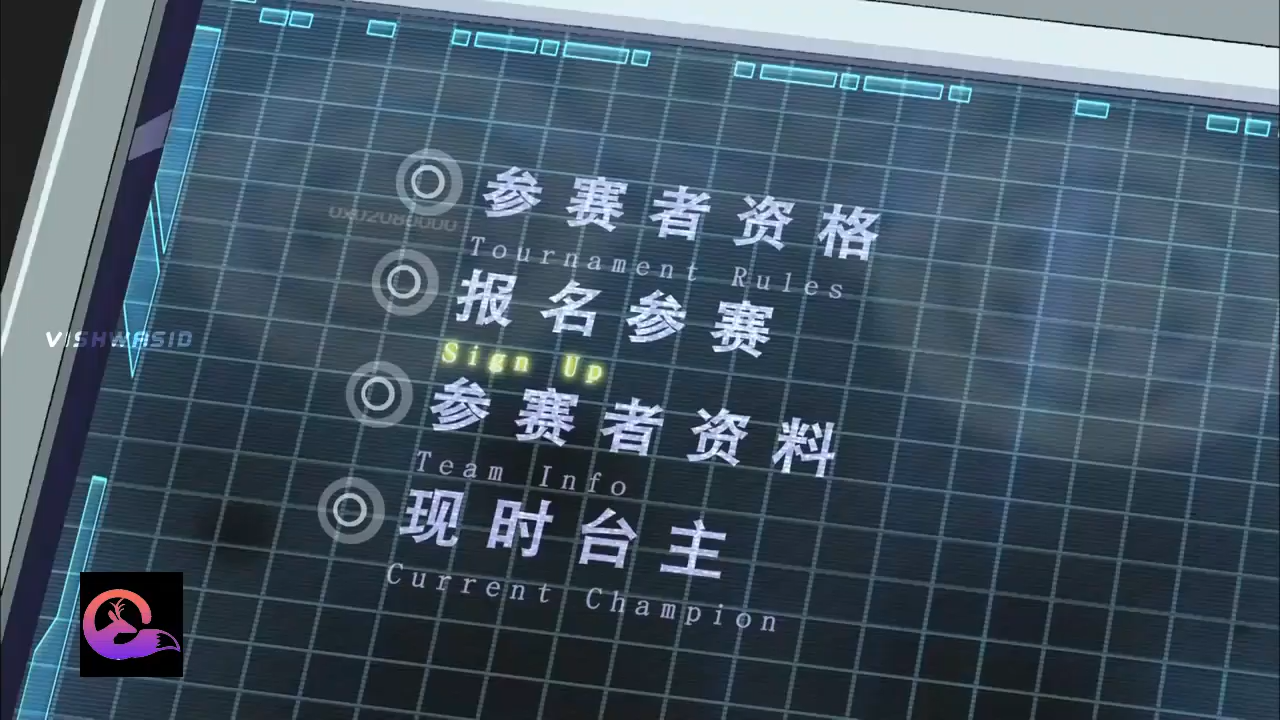 参赛者资格
Tournament Rules
报名参赛
Sign Up
参赛者资料
Team Info
现时台主
Current Champion
VISHWASID